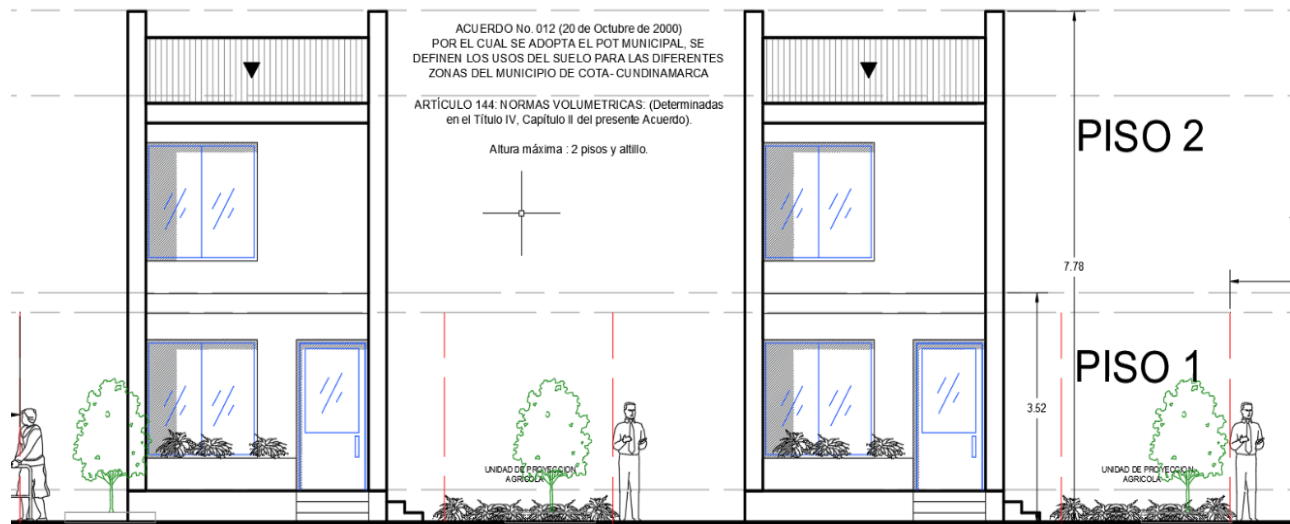 ACUERDO No. 012 (20 de Octubre de 2000)
POR EL CUAL SE ADOPTA EL POT MUNICIPAL, SE
DEFINEN LOS USOS DEL SUELO PARA LAS DIFERENTES
ZONAS DEL MUNICIPIO DE COTA- CUNDINAMARCA
ARTÍCULO 144: NORMAS VOLUMETRICAS: (Determinadas
en el Título IV, Capítulo II del presente Acuerdo).
Altura máxima : 2 pisos y altillo.
PISO 2
7.78
PISO 1
3.52
UNIDAD DE PROYECCION
AGRICOLA
UNIDAD DE PROYECCION
AGRICOLA